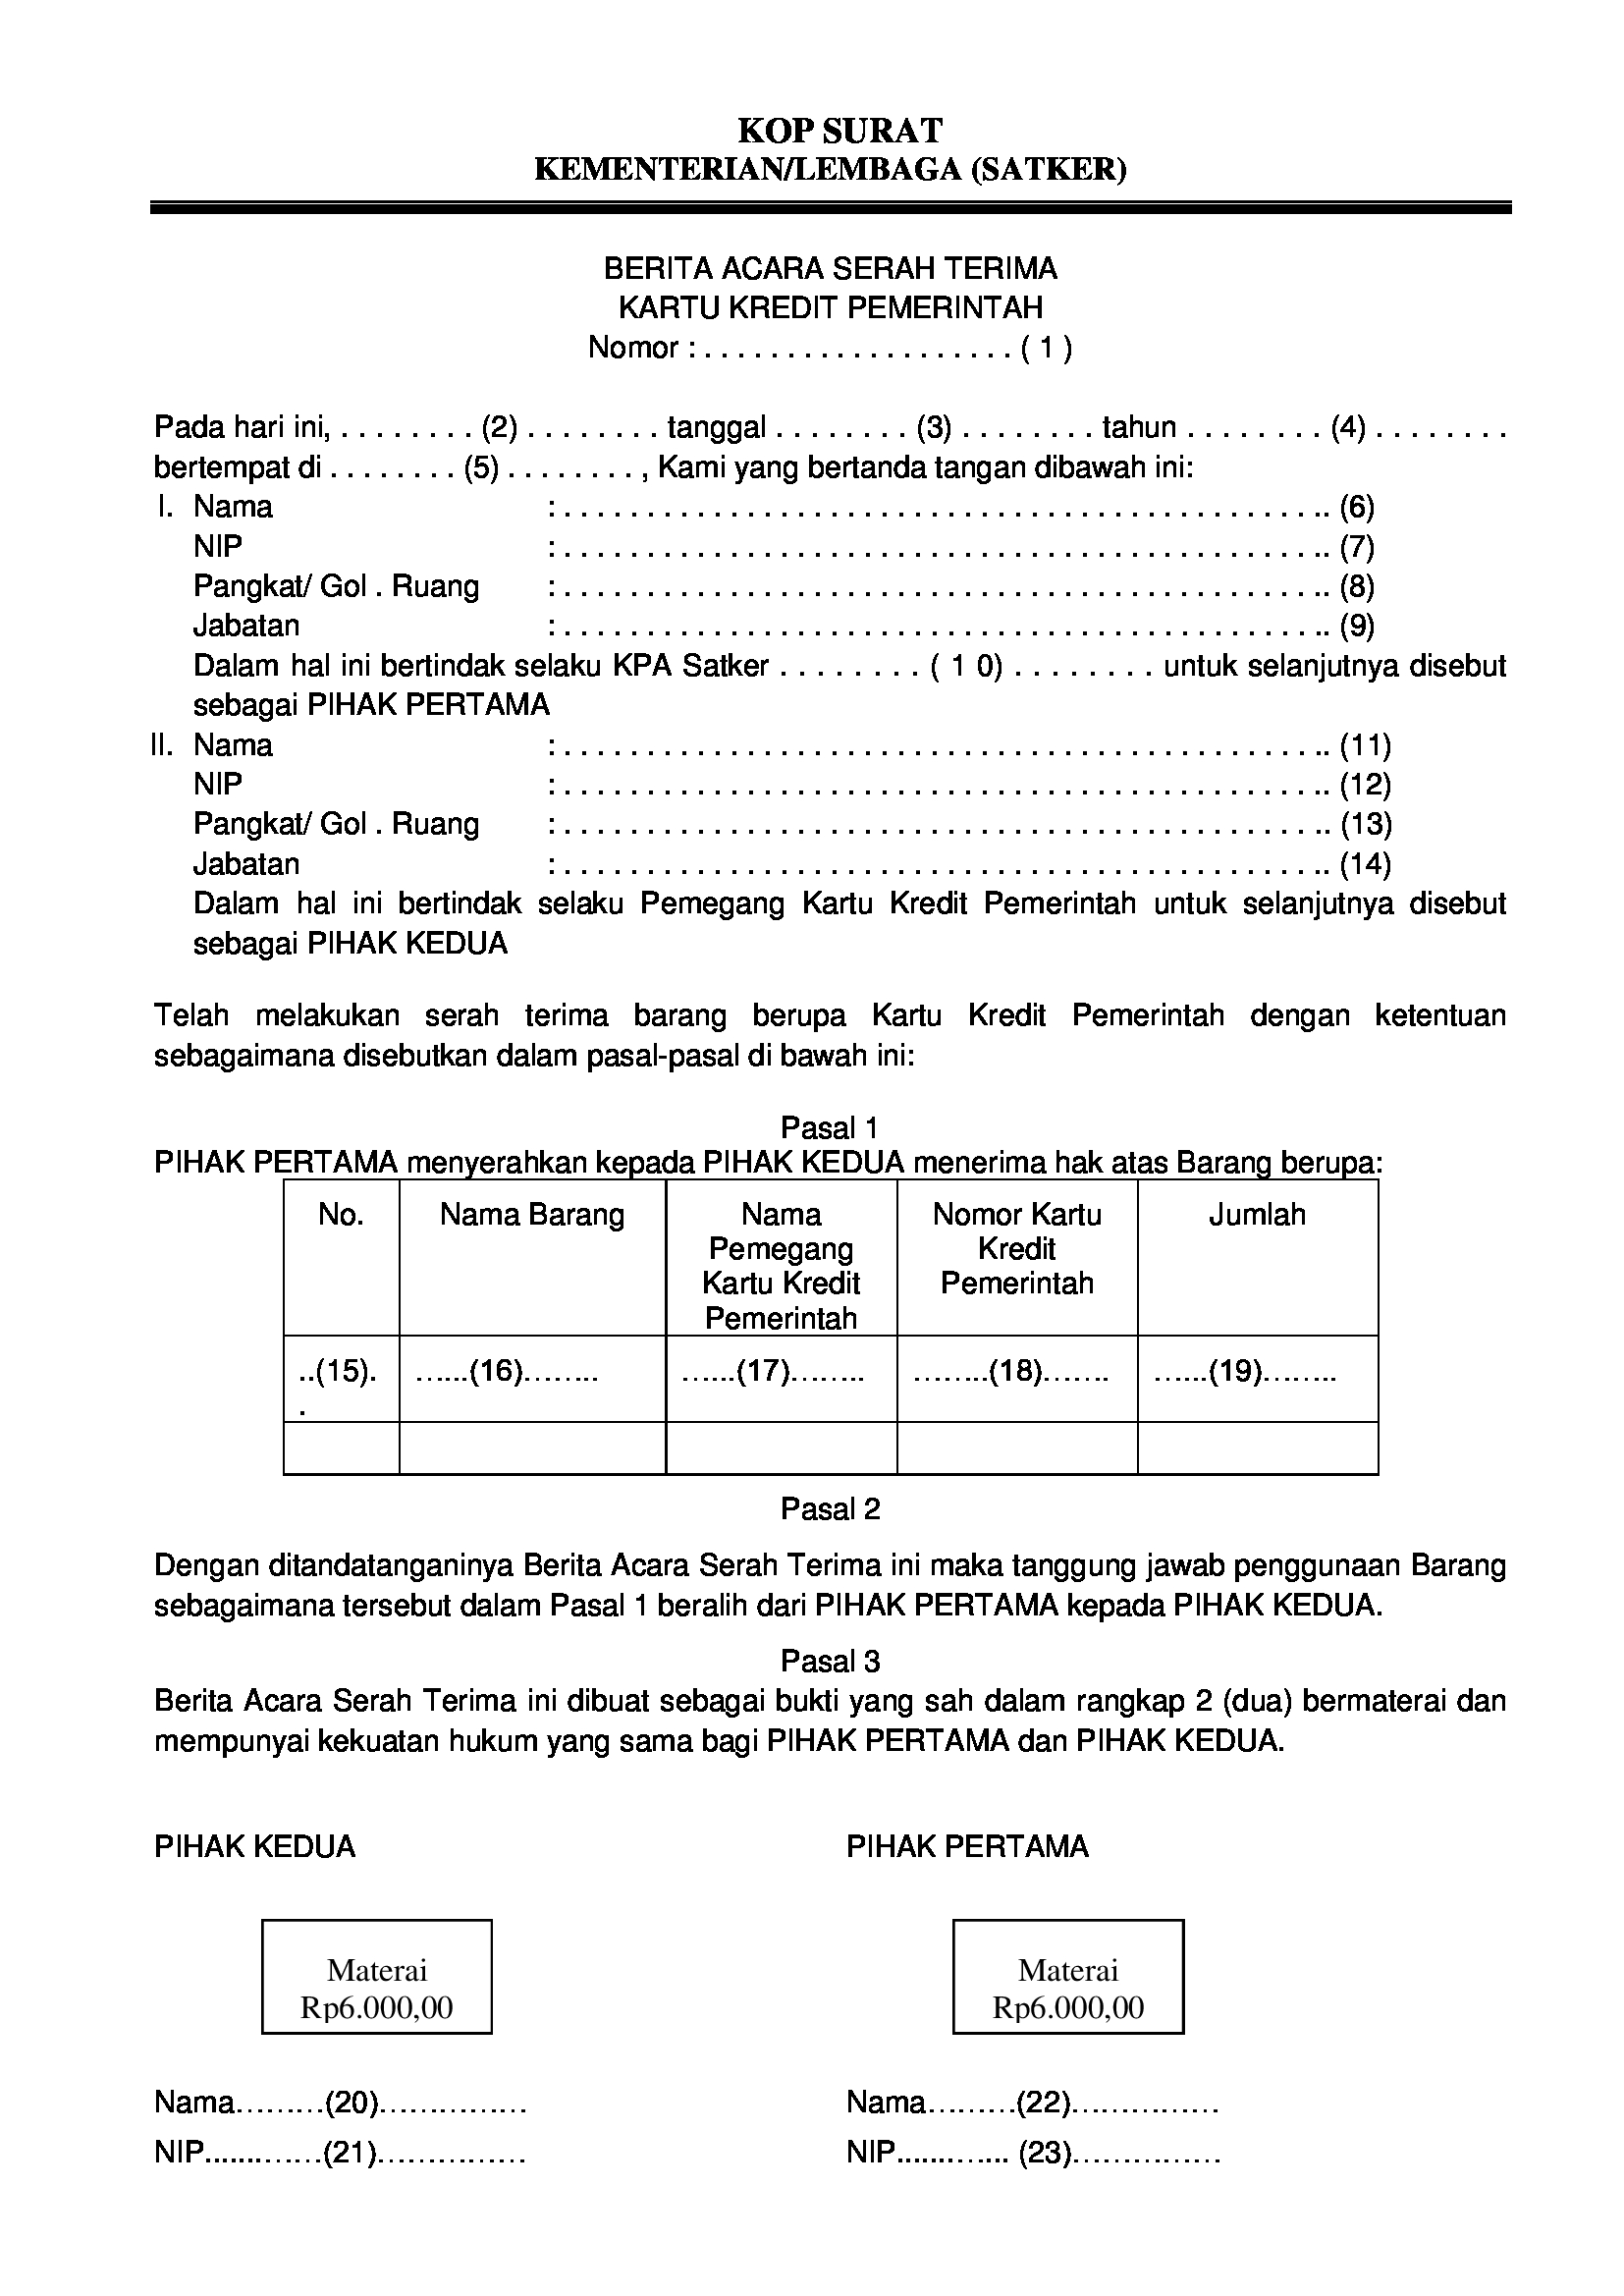 KOP SURAT
KEMENTERIAN/LEMBAGA (SATKER)
BERITA ACARA SERAH TERIMA
KARTU KREDIT PEMERINTAH
Nomor : . . . . . . . . . . . . . . . . . . . ( 1 )
Pada hari ini, . . . . . . . . (2) . . . . . . . . tanggal . . . . . . . . (3) . . . . . . . . tahun . . . . . . . . (4) . . . . . . . .
bertempat di . . . . . . . . (5) . . . . . . . . , Kami yang bertanda tangan dibawah ini:
I. Nama : . . . . . . . . . . . . . . . . . . . . . . . . . . . . . . . . . . . . . . . . . . . . . .. (6)
NIP : . . . . . . . . . . . . . . . . . . . . . . . . . . . . . . . . . . . . . . . . . . . . . .. (7)
Pangkat/ Gol . Ruang : . . . . . . . . . . . . . . . . . . . . . . . . . . . . . . . . . . . . . . . . . . . . . .. (8)
Jabatan : . . . . . . . . . . . . . . . . . . . . . . . . . . . . . . . . . . . . . . . . . . . . . .. (9)
Dalam hal ini bertindak selaku KPA Satker . . . . . . . . ( 1 0) . . . . . . . . untuk selanjutnya disebut
sebagai PIHAK PERTAMA
II. Nama : . . . . . . . . . . . . . . . . . . . . . . . . . . . . . . . . . . . . . . . . . . . . . .. (11)
NIP : . . . . . . . . . . . . . . . . . . . . . . . . . . . . . . . . . . . . . . . . . . . . . .. (12)
Pangkat/ Gol . Ruang : . . . . . . . . . . . . . . . . . . . . . . . . . . . . . . . . . . . . . . . . . . . . . .. (13)
Jabatan : . . . . . . . . . . . . . . . . . . . . . . . . . . . . . . . . . . . . . . . . . . . . . .. (14)
Dalam hal ini bertindak selaku Pemegang Kartu Kredit Pemerintah untuk selanjutnya disebut
sebagai PIHAK KEDUA
Telah melakukan serah terima barang berupa Kartu Kredit Pemerintah dengan ketentuan
sebagaimana disebutkan dalam pasal-pasal di bawah ini:
Pasal 1
PIHAK PERTAMA menyerahkan kepada PIHAK KEDUA menerima hak atas Barang berupa:
No. Nama Barang Nama Nomor Kartu Jumlah
Pemegang Kredit
Kartu Kredit Pemerintah
Pemerintah
..(15). …...(16)…….. …...(17)…….. ……..(18)……. …...(19)……..
.
Pasal 2
Dengan ditandatanganinya Berita Acara Serah Terima ini maka tanggung jawab penggunaan Barang
sebagaimana tersebut dalam Pasal 1 beralih dari PIHAK PERTAMA kepada PIHAK KEDUA.
Pasal 3
Berita Acara Serah Terima ini dibuat sebagai bukti yang sah dalam rangkap 2 (dua) bermaterai dan
mempunyai kekuatan hukum yang sama bagi PIHAK PERTAMA dan PIHAK KEDUA.
PIHAK KEDUA PIHAK PERTAMA
Materai Materai
Rp6.000,00 Rp6.000,00
Nama………(20)…………… Nama………(22)……………
NIP.......……(21)…………… NIP.......…... (23)……………